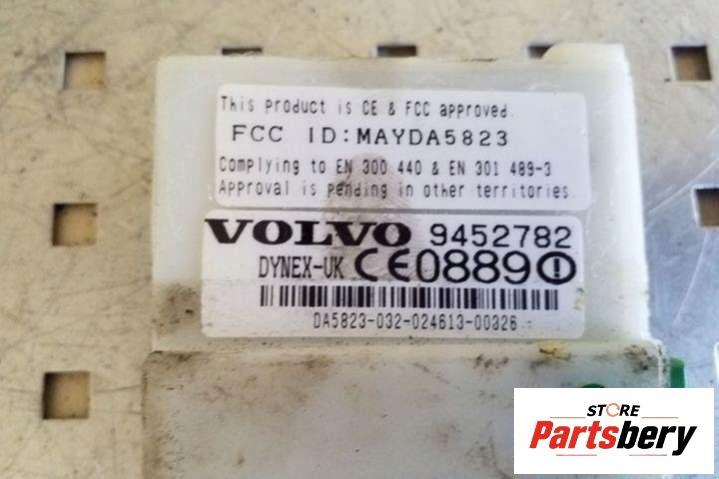 This product is CE & FCC approved.
FCC ID:MAYDA5823
Complying to EN 300 440 & EN 301 489-3
Approval is pending in other territories.
VOLVO 9452782
DYNEX-UK CE0889
DA5823-032-024613-00326
STORE
Partsbery